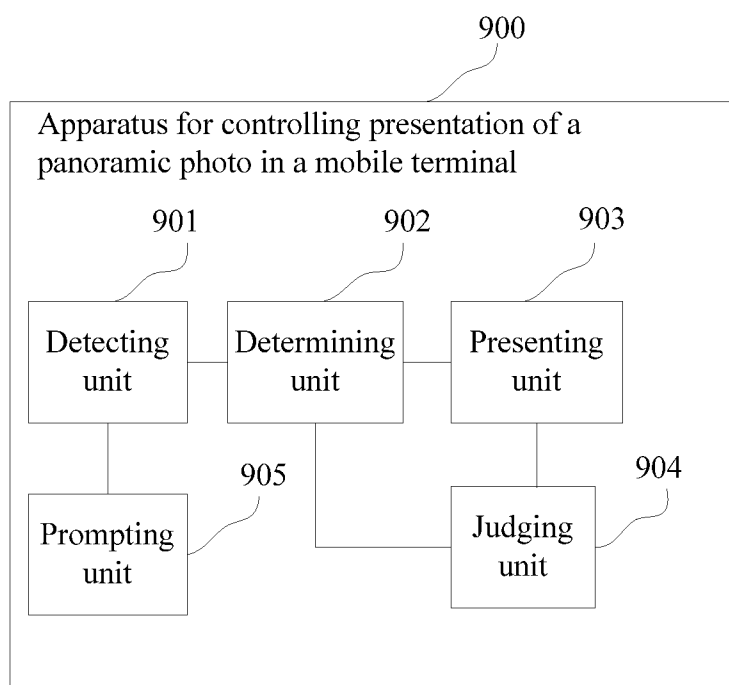 900
Apparatus for controlling presentation of a
panoramic photo in a mobile terminal
901
902
903
Detecting
unit
Determining
unit
Presenting
unit
905
904
Prompting
unit
Judging
unit